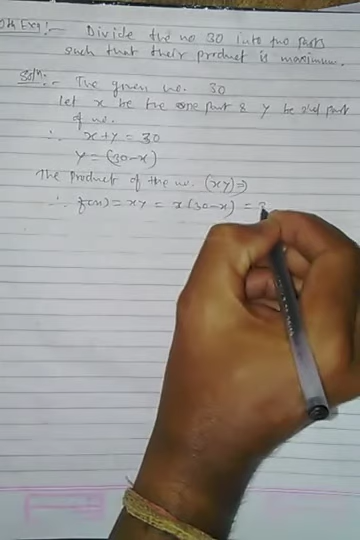 Exq!:- Divide the no 30 into two parts
such that their product is maximum.
Soln:- The given no. 30
Let x be the one part & y be 2nd part
of no.
∴ x+y = 30
y = (30-x)
The Product of the no. (xy) ⇒
∴ f(x) = xy = x(30-x) = 3